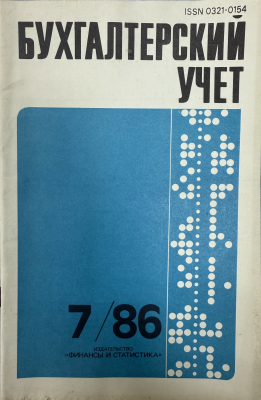 ISSN 0321-0154
БУХГАЛТЕРСКИЙ
УЧЕТ
7/86
ИЗДАТЕЛЬСТВО
«ФИНАНСЫ И СТАТИСТИКА»